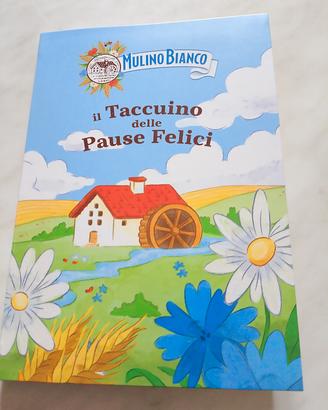 MULINO BIANCO
il Taccuino
delle
Pause Felici